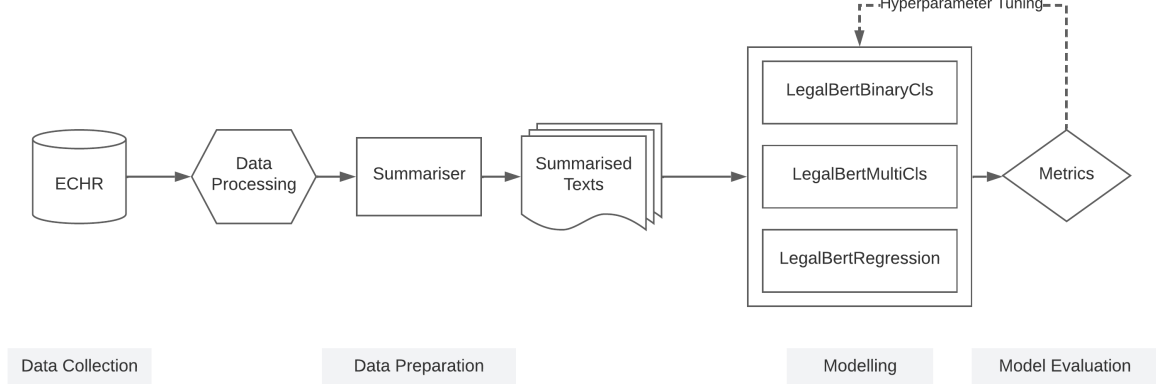 Hyperparameter Tuning
LegalBertBinaryCls
ECHR
Data
Processing
Summariser
Summarised
Texts
LegalBertMultiCls
Metrics
LegalBertRegression
Data Collection
Data Preparation
Modelling
Model Evaluation